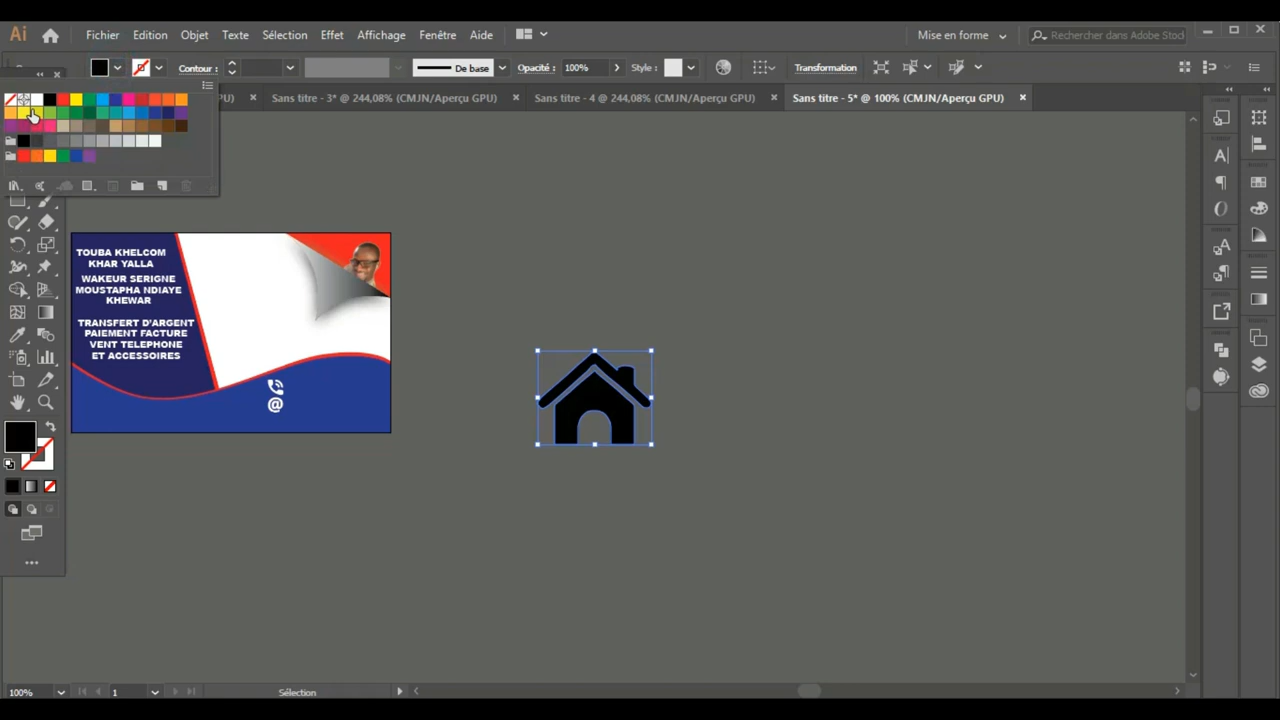 Ai Fichier Edition Objet Texte Sélection Effet Affichage Fenêtre Aide Mise en forme Rechercher dans Adobe Stock
Contour : De base Opacité : 100% Style : Transformation
PU) × Sans titre - 3* @ 244,08% (CMJN/Aperçu GPU) × Sans titre - 4 @ 244,08% (CMJN/Aperçu GPU) × Sans titre - 5* @ 100% (CMJN/Aperçu GPU) ×
TOUBA KHELCOM
KHAR YALLA
WAKEUR SERIGNE
MOUSTAPHA NDIAYE
KHEWAR
TRANSFERT D'ARGENT
PAIEMENT FACTURE
VENT TELEPHONE
ET ACCESSOIRES
@
100% 1 Sélection